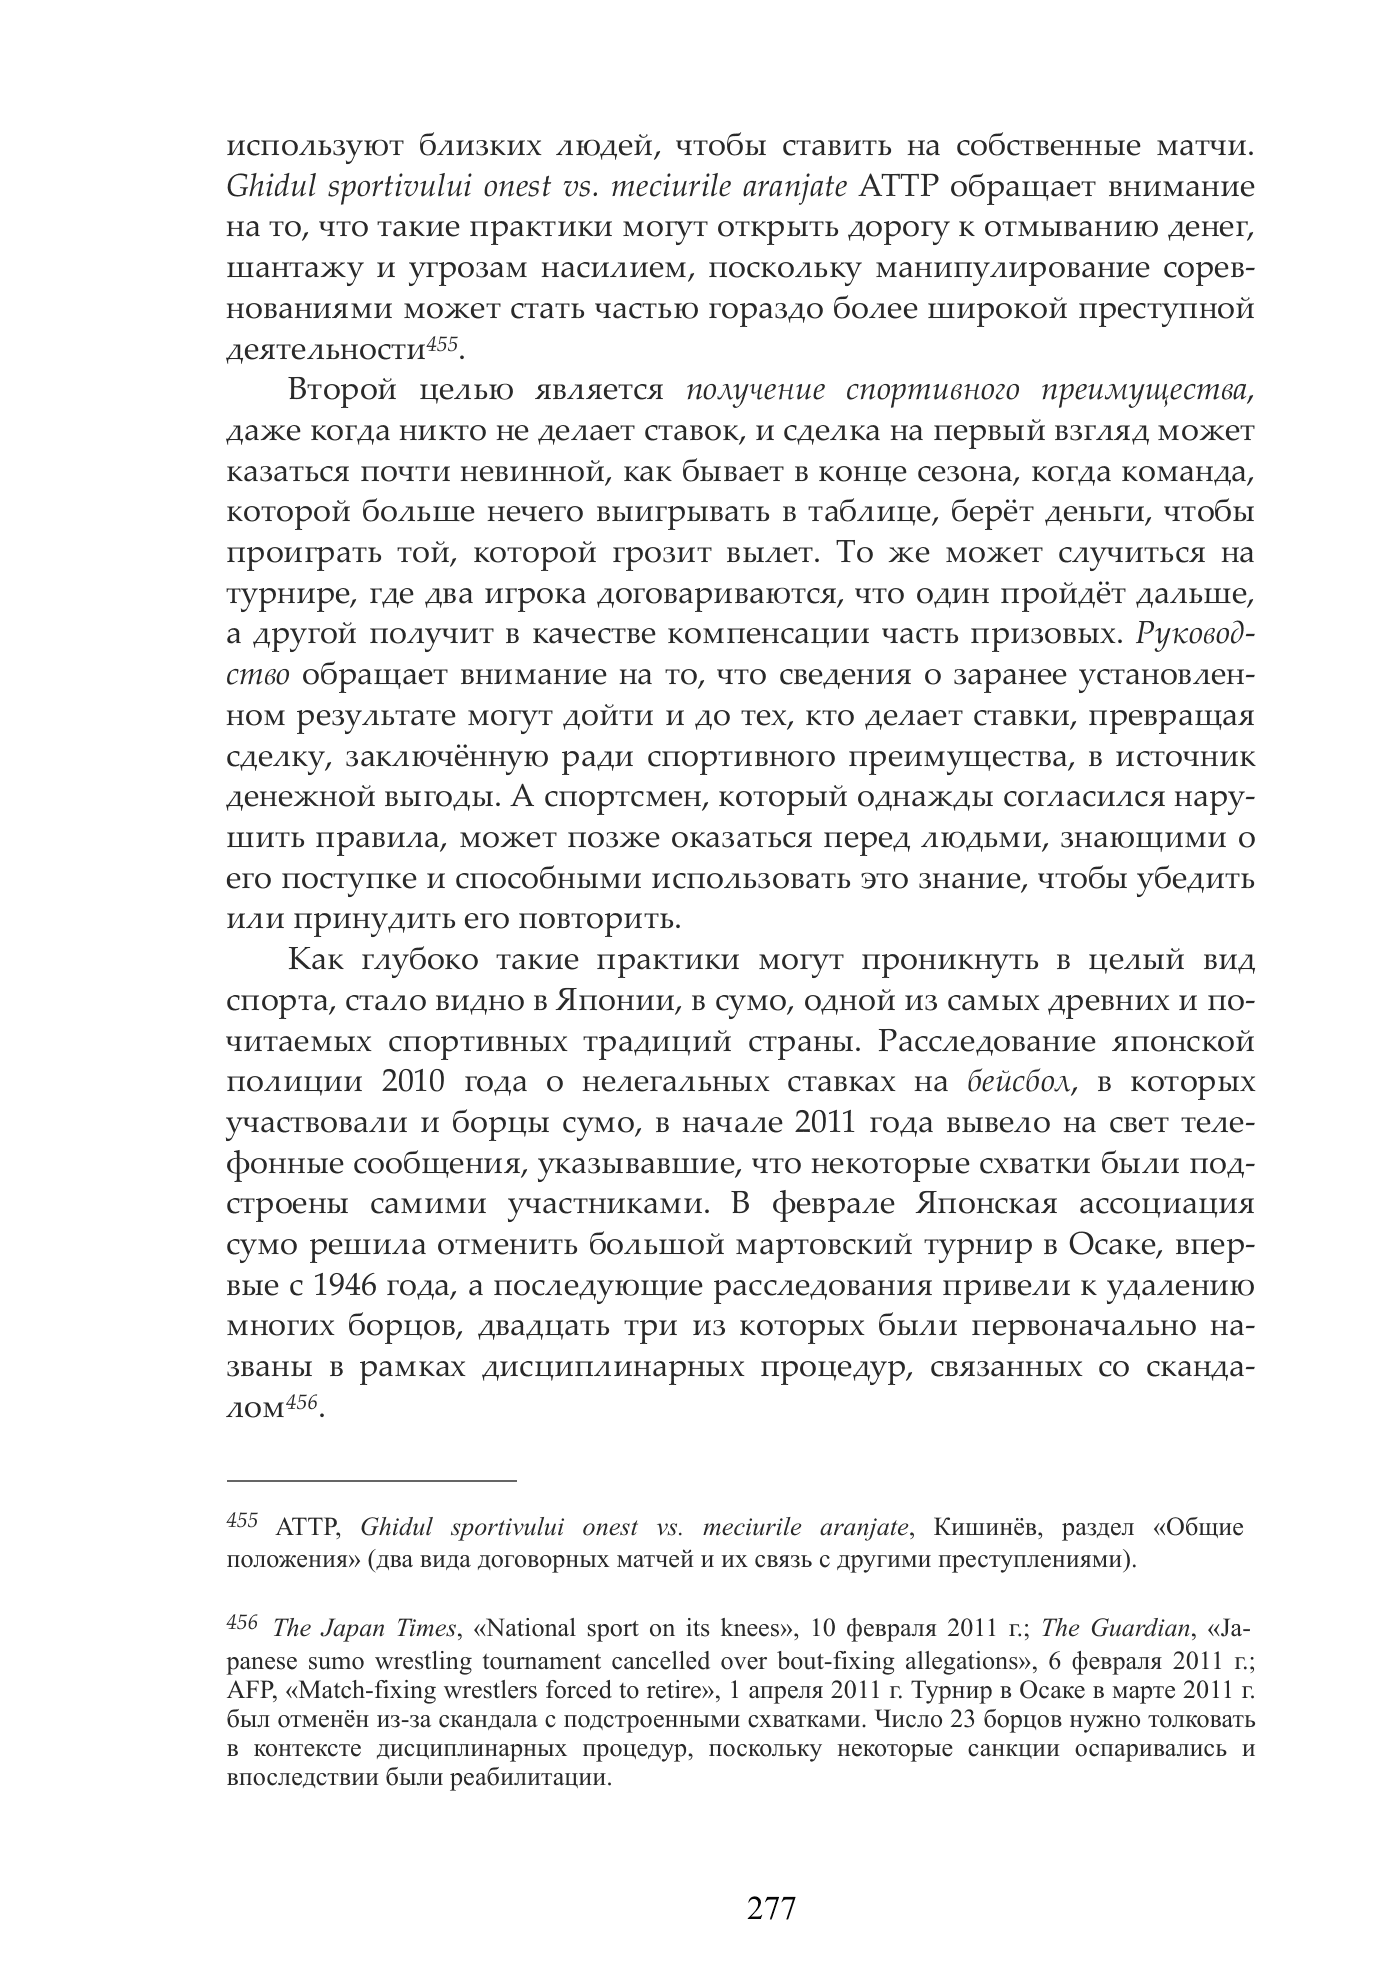 используют близких людей, чтобы ставить на собственные матчи.
Ghidul sportivului onest vs. meciurile aranjate АТТР обращает внимание
на то, что такие практики могут открыть дорогу к отмыванию денег,
шантажу и угрозам насилием, поскольку манипулирование сорев-
нованиями может стать частью гораздо более широкой преступной
деятельности455.
Второй целью является получение спортивного преимущества,
даже когда никто не делает ставок, и сделка на первый взгляд может
казаться почти невинной, как бывает в конце сезона, когда команда,
которой больше нечего выигрывать в таблице, берёт деньги, чтобы
проиграть той, которой грозит вылет. То же может случиться на
турнире, где два игрока договариваются, что один пройдёт дальше,
а другой получит в качестве компенсации часть призовых. Руковод-
ство обращает внимание на то, что сведения о заранее установлен-
ном результате могут дойти и до тех, кто делает ставки, превращая
сделку, заключённую ради спортивного преимущества, в источник
денежной выгоды. А спортсмен, который однажды согласился нару-
шить правила, может позже оказаться перед людьми, знающими о
его поступке и способными использовать это знание, чтобы убедить
или принудить его повторить.
Как глубоко такие практики могут проникнуть в целый вид
спорта, стало видно в Японии, в сумо, одной из самых древних и по-
читаемых спортивных традиций страны. Расследование японской
полиции 2010 года о нелегальных ставках на бейсбол, в которых
участвовали и борцы сумо, в начале 2011 года вывело на свет теле-
фонные сообщения, указывавшие, что некоторые схватки были под-
строены самими участниками. В феврале Японская ассоциация
сумо решила отменить большой мартовский турнир в Осаке, впер-
вые с 1946 года, а последующие расследования привели к удалению
многих борцов, двадцать три из которых были первоначально на-
званы в рамках дисциплинарных процедур, связанных со сканда-
лом456.
455 АТТР, Ghidul sportivului onest vs. meciurile aranjate, Кишинёв, раздел «Общие
положения» (два вида договорных матчей и их связь с другими преступлениями).
456 The Japan Times, «National sport on its knees», 10 февраля 2011 г.; The Guardian, «Ja-
panese sumo wrestling tournament cancelled over bout-fixing allegations», 6 февраля 2011 г.;
AFP, «Match-fixing wrestlers forced to retire», 1 апреля 2011 г. Турнир в Осаке в марте 2011 г.
был отменён из-за скандала с подстроенными схватками. Число 23 борцов нужно толковать
в контексте дисциплинарных процедур, поскольку некоторые санкции оспаривались и
впоследствии были реабилитации.
277